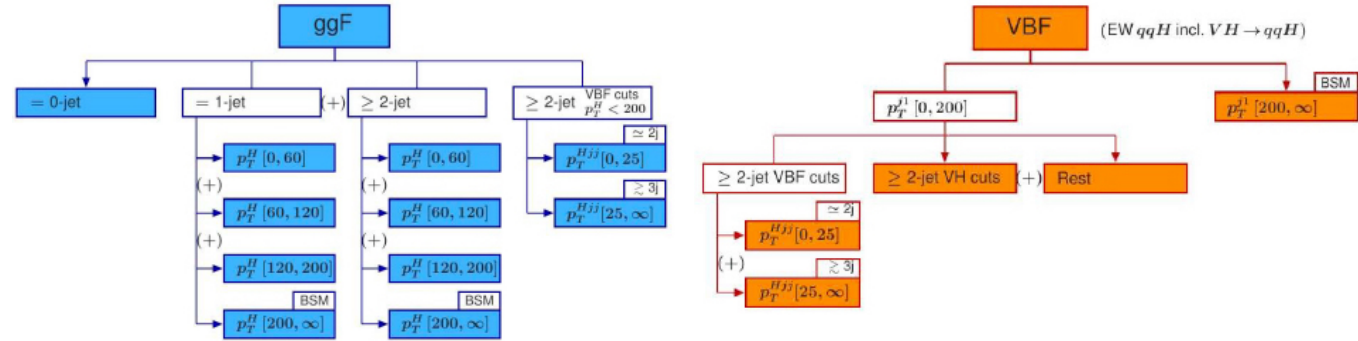 ggF
= 0-jet
= 1-jet
(+)
≥ 2-jet
≥ 2-jet VBF cuts p_T^H < 200
p_T^H [0, 60]
(+)
p_T^H [60, 120]
(+)
p_T^H [120, 200]
BSM
p_T^H [200, ∞]
p_T^H [0, 60]
(+)
p_T^H [60, 120]
(+)
p_T^H [120, 200]
BSM
p_T^H [200, ∞]
≃ 2j
p_T^{Hjj} [0, 25]
≳ 3j
p_T^{Hjj} [25, ∞]
VBF
(EW qqH incl. VH → qqH)
p_T^{j1} [0, 200]
BSM
p_T^{j1} [200, ∞]
≥ 2-jet VBF cuts
≥ 2-jet VH cuts
(+)
Rest
≃ 2j
p_T^{Hjj} [0, 25]
(+)
≳ 3j
p_T^{Hjj} [25, ∞]